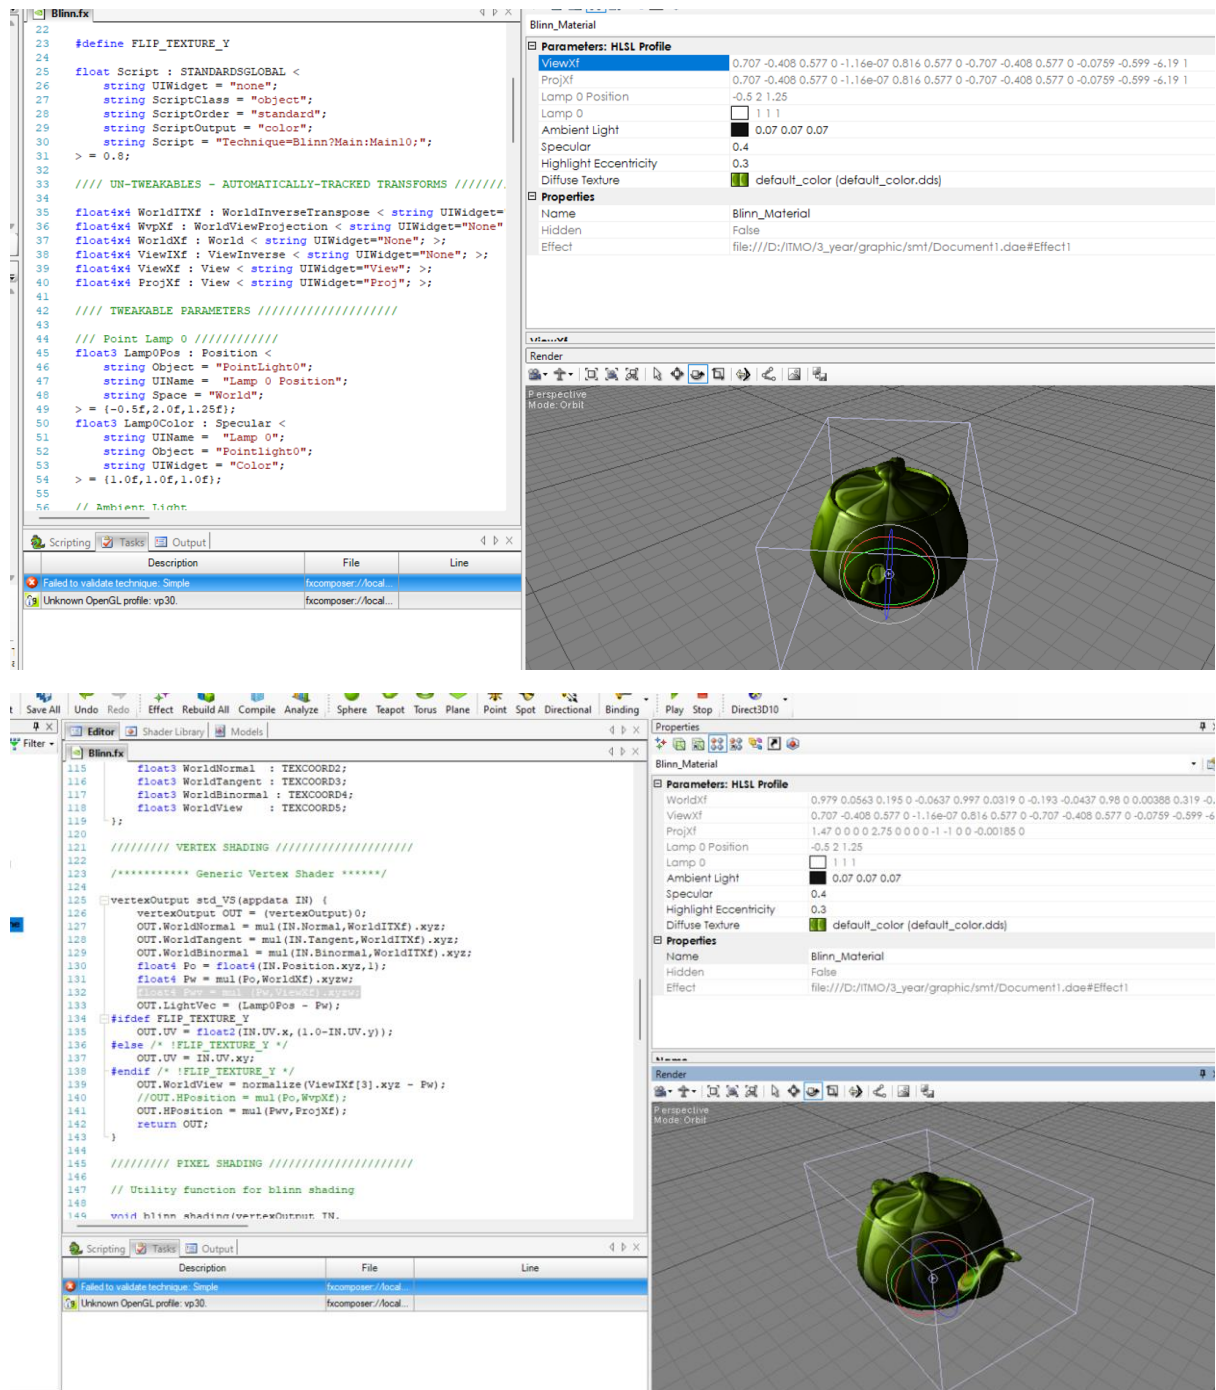 Blinn.fx
22
23 #define FLIP_TEXTURE_Y
24
25 float Script : STANDARDSGLOBAL <
26 string UIWidget = "none";
27 string ScriptClass = "object";
28 string ScriptOrder = "standard";
29 string ScriptOutput = "color";
30 string Script = "Technique=Blinn?Main:Main10;";
31 > = 0.8;
32
33 //// UN-TWEAKABLES - AUTOMATICALLY-TRACKED TRANSFORMS ///////.
34
35 float4x4 WorldITXf : WorldInverseTranspose < string UIWidget=
36 float4x4 WvpXf : WorldViewProjection < string UIWidget="None"
37 float4x4 WorldXf : World < string UIWidget="None"; >;
38 float4x4 ViewIXf : ViewInverse < string UIWidget="None"; >;
39 float4x4 ViewXf : View < string UIWidget="View"; >;
40 float4x4 ProjXf : View < string UIWidget="Proj"; >;
41
42 //// TWEAKABLE PARAMETERS ////////////////////
43
44 /// Point Lamp 0 ////////////
45 float3 Lamp0Pos : Position <
46 string Object = "PointLight0";
47 string UIName = "Lamp 0 Position";
48 string Space = "World";
49 > = {-0.5f,2.0f,1.25f};
50 float3 Lamp0Color : Specular <
51 string UIName = "Lamp 0";
52 string Object = "Pointlight0";
53 string UIWidget = "Color";
54 > = {1.0f,1.0f,1.0f};
55
56 // Ambient Light
Scripting Tasks Output
Description File Line
Failed to validate technique: Simple fxcomposer://local...
Unknown OpenGL profile: vp30. fxcomposer://local...
Blinn_Material
Parameters: HLSL Profile
ViewXf 0.707 -0.408 0.577 0 -1.16e-07 0.816 0.577 0 -0.707 -0.408 0.577 0 -0.0759 -0.599 -6.19 1
ProjXf 0.707 -0.408 0.577 0 -1.16e-07 0.816 0.577 0 -0.707 -0.408 0.577 0 -0.0759 -0.599 -6.19 1
Lamp 0 Position -0.5 2 1.25
Lamp 0 1 1 1
Ambient Light 0.07 0.07 0.07
Specular 0.4
Highlight Eccentricity 0.3
Diffuse Texture default_color (default_color.dds)
Properties
Name Blinn_Material
Hidden False
Effect file:///D:/ITMO/3_year/graphic/smt/Document1.dae#Effect1
ViewXf
Render
Perspective
Mode: Orbit
Save All Undo Redo Effect Rebuild All Compile Analyze Sphere Teapot Torus Plane Point Spot Directional Binding Play Stop Direct3D10
Filter
Editor Shader Library Models
Blinn.fx
115 float3 WorldNormal : TEXCOORD2;
116 float3 WorldTangent : TEXCOORD3;
117 float3 WorldBinormal : TEXCOORD4;
118 float3 WorldView : TEXCOORD5;
119 };
120
121 ///////// VERTEX SHADING /////////////////////
122
123 /*********** Generic Vertex Shader ******/
124
125 vertexOutput std_VS(appdata IN) {
126 vertexOutput OUT = (vertexOutput)0;
127 OUT.WorldNormal = mul(IN.Normal,WorldITXf).xyz;
128 OUT.WorldTangent = mul(IN.Tangent,WorldITXf).xyz;
129 OUT.WorldBinormal = mul(IN.Binormal,WorldITXf).xyz;
130 float4 Po = float4(IN.Position.xyz,1);
131 float4 Pw = mul(Po,WorldXf).xyzw;
132 float4 Pwv = mul (Pw,ViewXf).xyzw;
133 OUT.LightVec = (Lamp0Pos - Pw);
134 #ifdef FLIP_TEXTURE_Y
135 OUT.UV = float2(IN.UV.x,(1.0-IN.UV.y));
136 #else /* !FLIP_TEXTURE_Y */
137 OUT.UV = IN.UV.xy;
138 #endif /* !FLIP_TEXTURE_Y */
139 OUT.WorldView = normalize(ViewIXf[3].xyz - Pw);
140 //OUT.HPosition = mul(Po,WvpXf);
141 OUT.HPosition = mul(Pwv,ProjXf);
142 return OUT;
143 }
144
145 ///////// PIXEL SHADING //////////////////////
146
147 // Utility function for blinn shading
148
149 void blinn_shading(vertexOutput IN,
Scripting Tasks Output
Description File Line
Failed to validate technique: Simple fxcomposer://local...
Unknown OpenGL profile: vp30. fxcomposer://local...
Properties
Blinn_Material
Parameters: HLSL Profile
WorldXf 0.979 0.0563 0.195 0 -0.0637 0.997 0.0319 0 -0.193 -0.0437 0.98 0 0.00388 0.319 -0.
ViewXf 0.707 -0.408 0.577 0 -1.16e-07 0.816 0.577 0 -0.707 -0.408 0.577 0 -0.0759 -0.599 -6
ProjXf 1.47 0 0 0 0 2.75 0 0 0 0 -1 -1 0 0 -0.00185 0
Lamp 0 Position -0.5 2 1.25
Lamp 0 1 1 1
Ambient Light 0.07 0.07 0.07
Specular 0.4
Highlight Eccentricity 0.3
Diffuse Texture default_color (default_color.dds)
Properties
Name Blinn_Material
Hidden False
Effect file:///D:/ITMO/3_year/graphic/smt/Document1.dae#Effect1
Name
Render
Perspective
Mode: Orbit